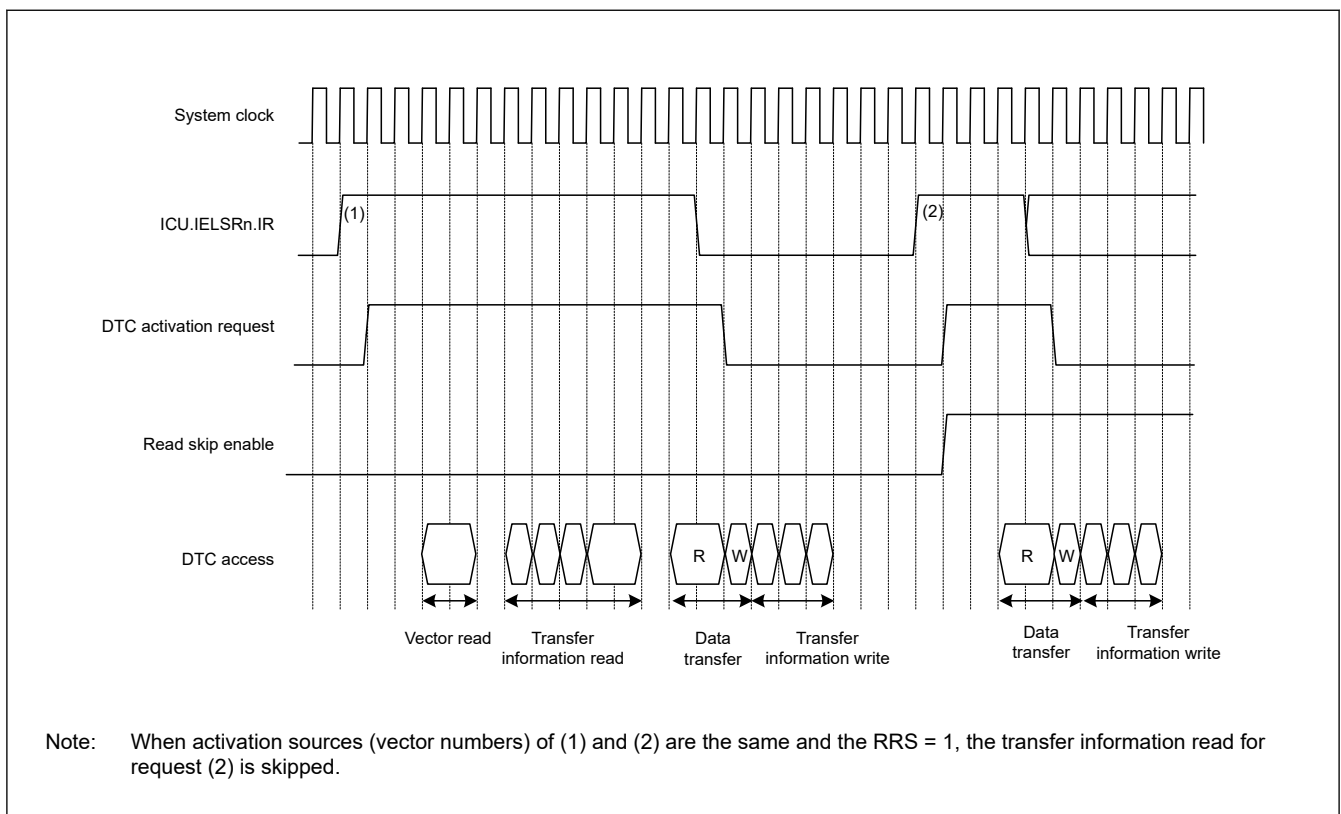 System clock
ICU.IELSRn.IR
(1)
(2)
DTC activation request
Read skip enable
DTC access
R
W
R
W
Vector read
Transfer
information read
Data
transfer
Transfer
information write
Data
transfer
Transfer
information write
Note: When activation sources (vector numbers) of (1) and (2) are the same and the RRS = 1, the transfer information read for
request (2) is skipped.